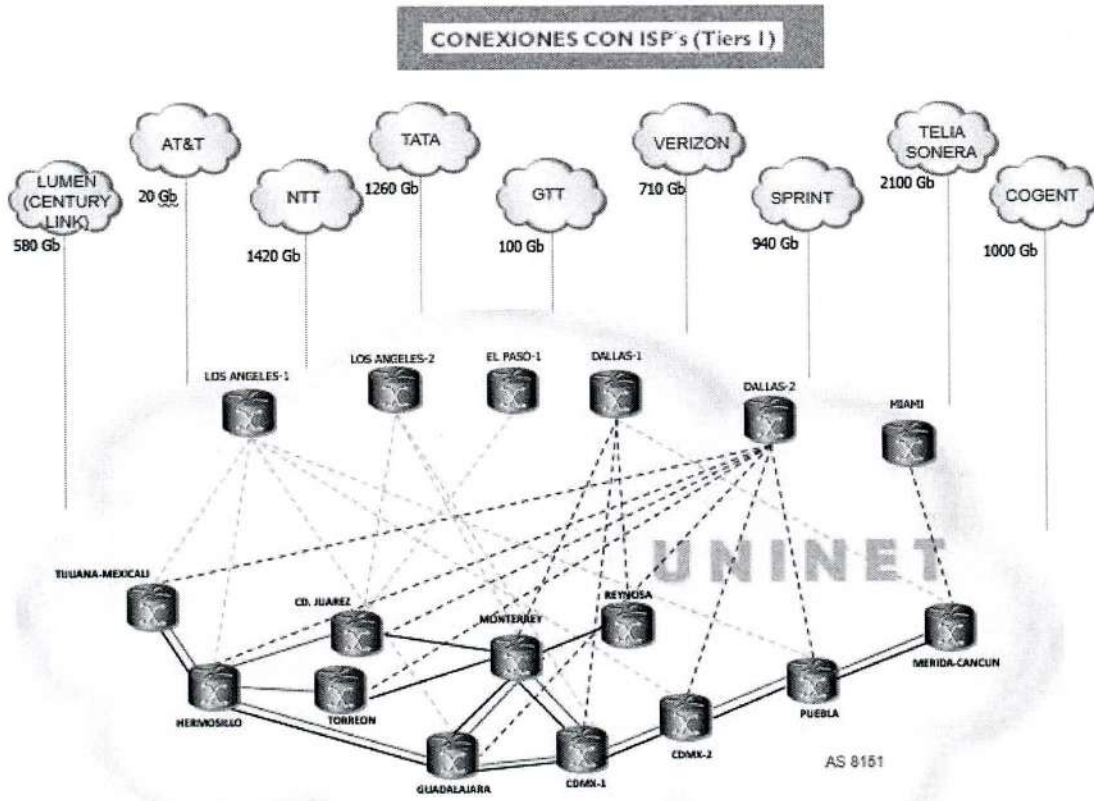 CONEXIONES CON ISP's (Tiers 1)
LUMEN
(CENTURY
LINK)
580 Gb
AT&T
20 Gb
NTT
1420 Gb
TATA
1260 Gb
GTT
100 Gb
VERIZON
710 Gb
SPRINT
940 Gb
TELIA
SONERA
2100 Gb
COGENT
1000 Gb
LOS ANGELES-1
LOS ANGELES-2
EL PASO-1
DALLAS-1
DALLAS-2
MIAMI
UNINET
TIJUANA-MEXICALI
CD. JUAREZ
MONTERREY
REYNOSA
MERIDA-CANCUN
HERMOSILLO
TORREON
PUEBLA
GUADALAJARA
CDMX-1
CDMX-2
AS 8151